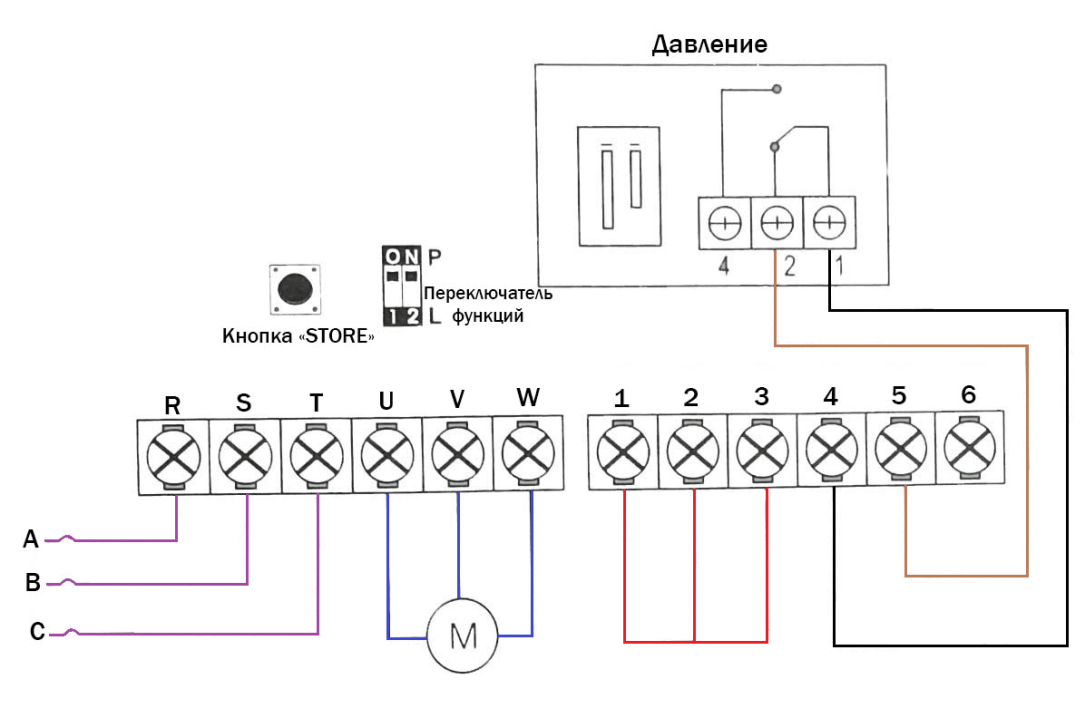 Давление
4 2 1
ON P
Переключатель
1 2 L функций
Кнопка «STORE»
R S T U V W 1 2 3 4 5 6
A
B
C
M